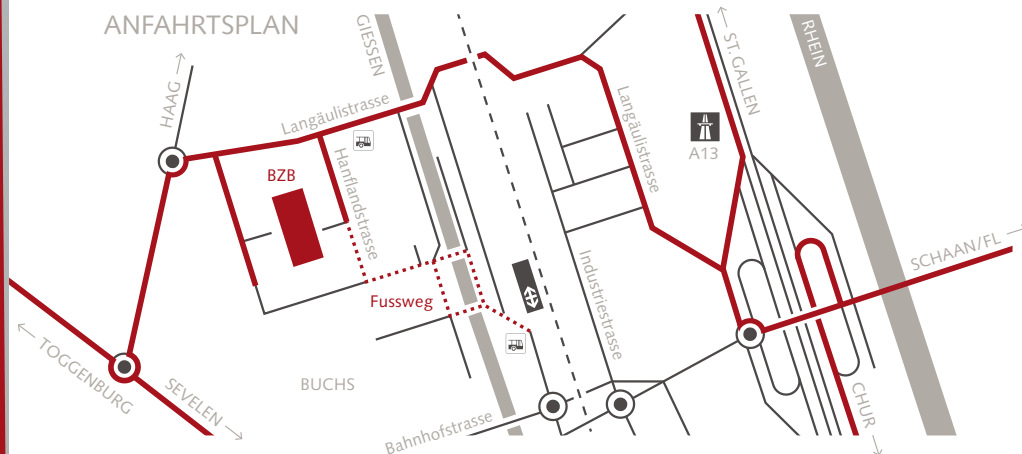 ANFAHRTSPLAN
GIESSEN
ST. GALLEN
RHEIN
HAAG
Langäulistrasse
Langäulistrasse
A13
BZB
Hanflandstrasse
SCHAAN/FL
Industriestrasse
Fussweg
TOGGENBURG
SEVELEN
BUCHS
CHUR
Bahnhofstrasse